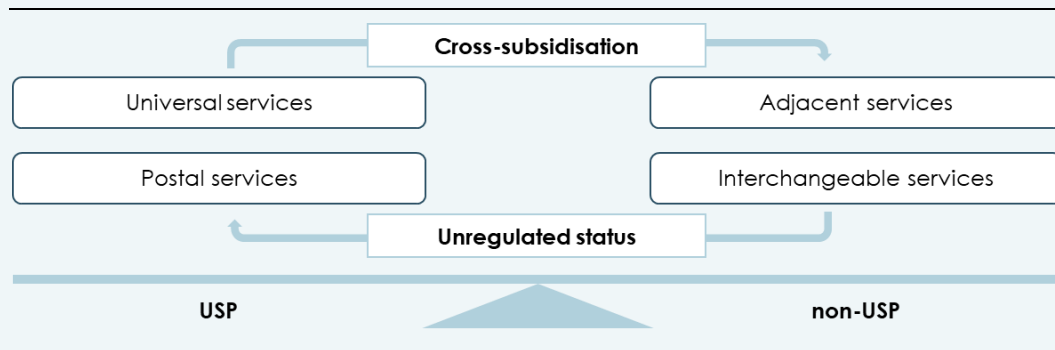 Cross-subsidisation
Universal services
Adjacent services
Postal services
Interchangeable services
Unregulated status
USP
non-USP